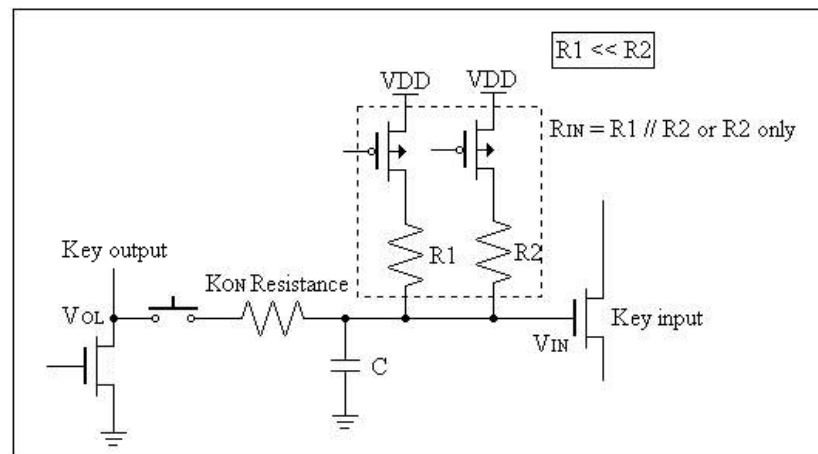 R1 << R2
VDD
VDD
RIN = R1 // R2 or R2 only
R1
R2
Key output
KON Resistance
VOL
Key input
VIN
C